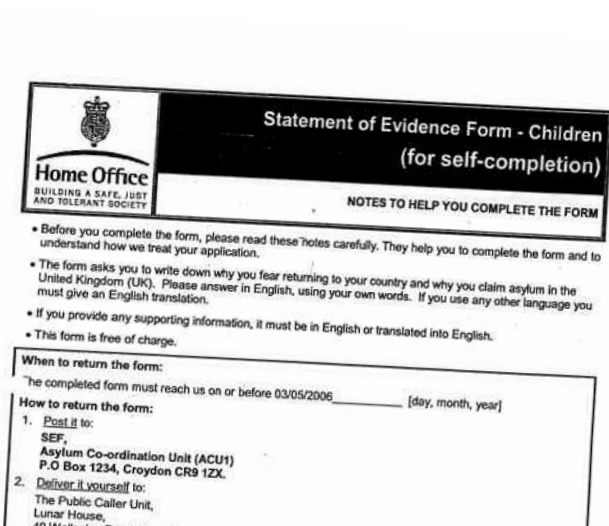 Statement of Evidence Form - Children
(for self-completion)
Home Office
BUILDING A SAFE, JUST
AND TOLERANT SOCIETY
NOTES TO HELP YOU COMPLETE THE FORM
• Before you complete the form, please read these notes carefully. They help you to complete the form and to
understand how we treat your application.
• The form asks you to write down why you fear returning to your country and why you claim asylum in the
United Kingdom (UK). Please answer in English, using your own words. If you use any other language you
must give an English translation.
• If you provide any supporting information, it must be in English or translated into English.
• This form is free of charge.
When to return the form:
The completed form must reach us on or before 03/05/2006__________ [day, month, year]
How to return the form:
1. Post it to:
SEF,
Asylum Co-ordination Unit (ACU1)
P.O Box 1234, Croydon CR9 1ZX.
2. Deliver it yourself to:
The Public Caller Unit,
Lunar House,